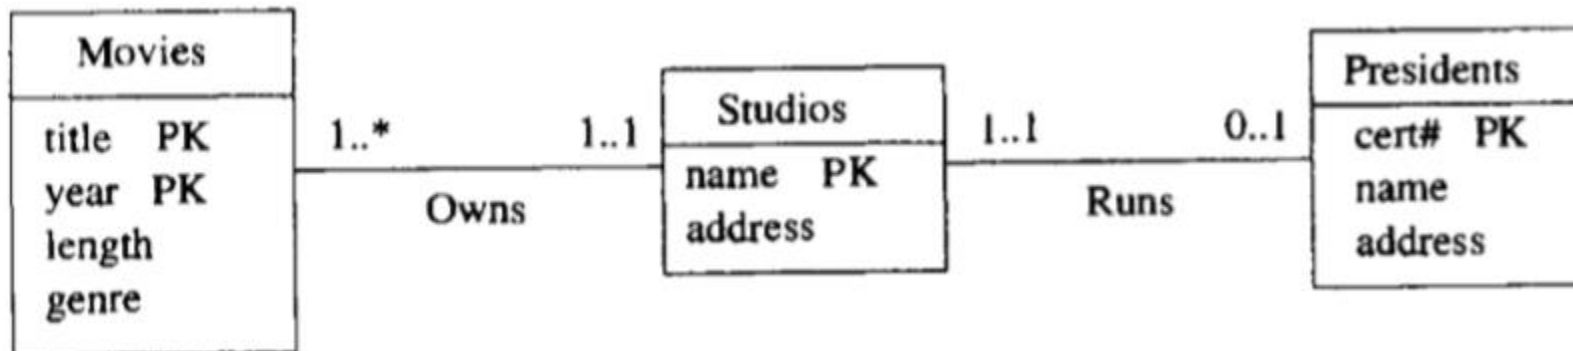 Movies
title PK
year PK
length
genre
1..*
1..1
Owns
Studios
name PK
address
1..1
0..1
Runs
Presidents
cert# PK
name
address